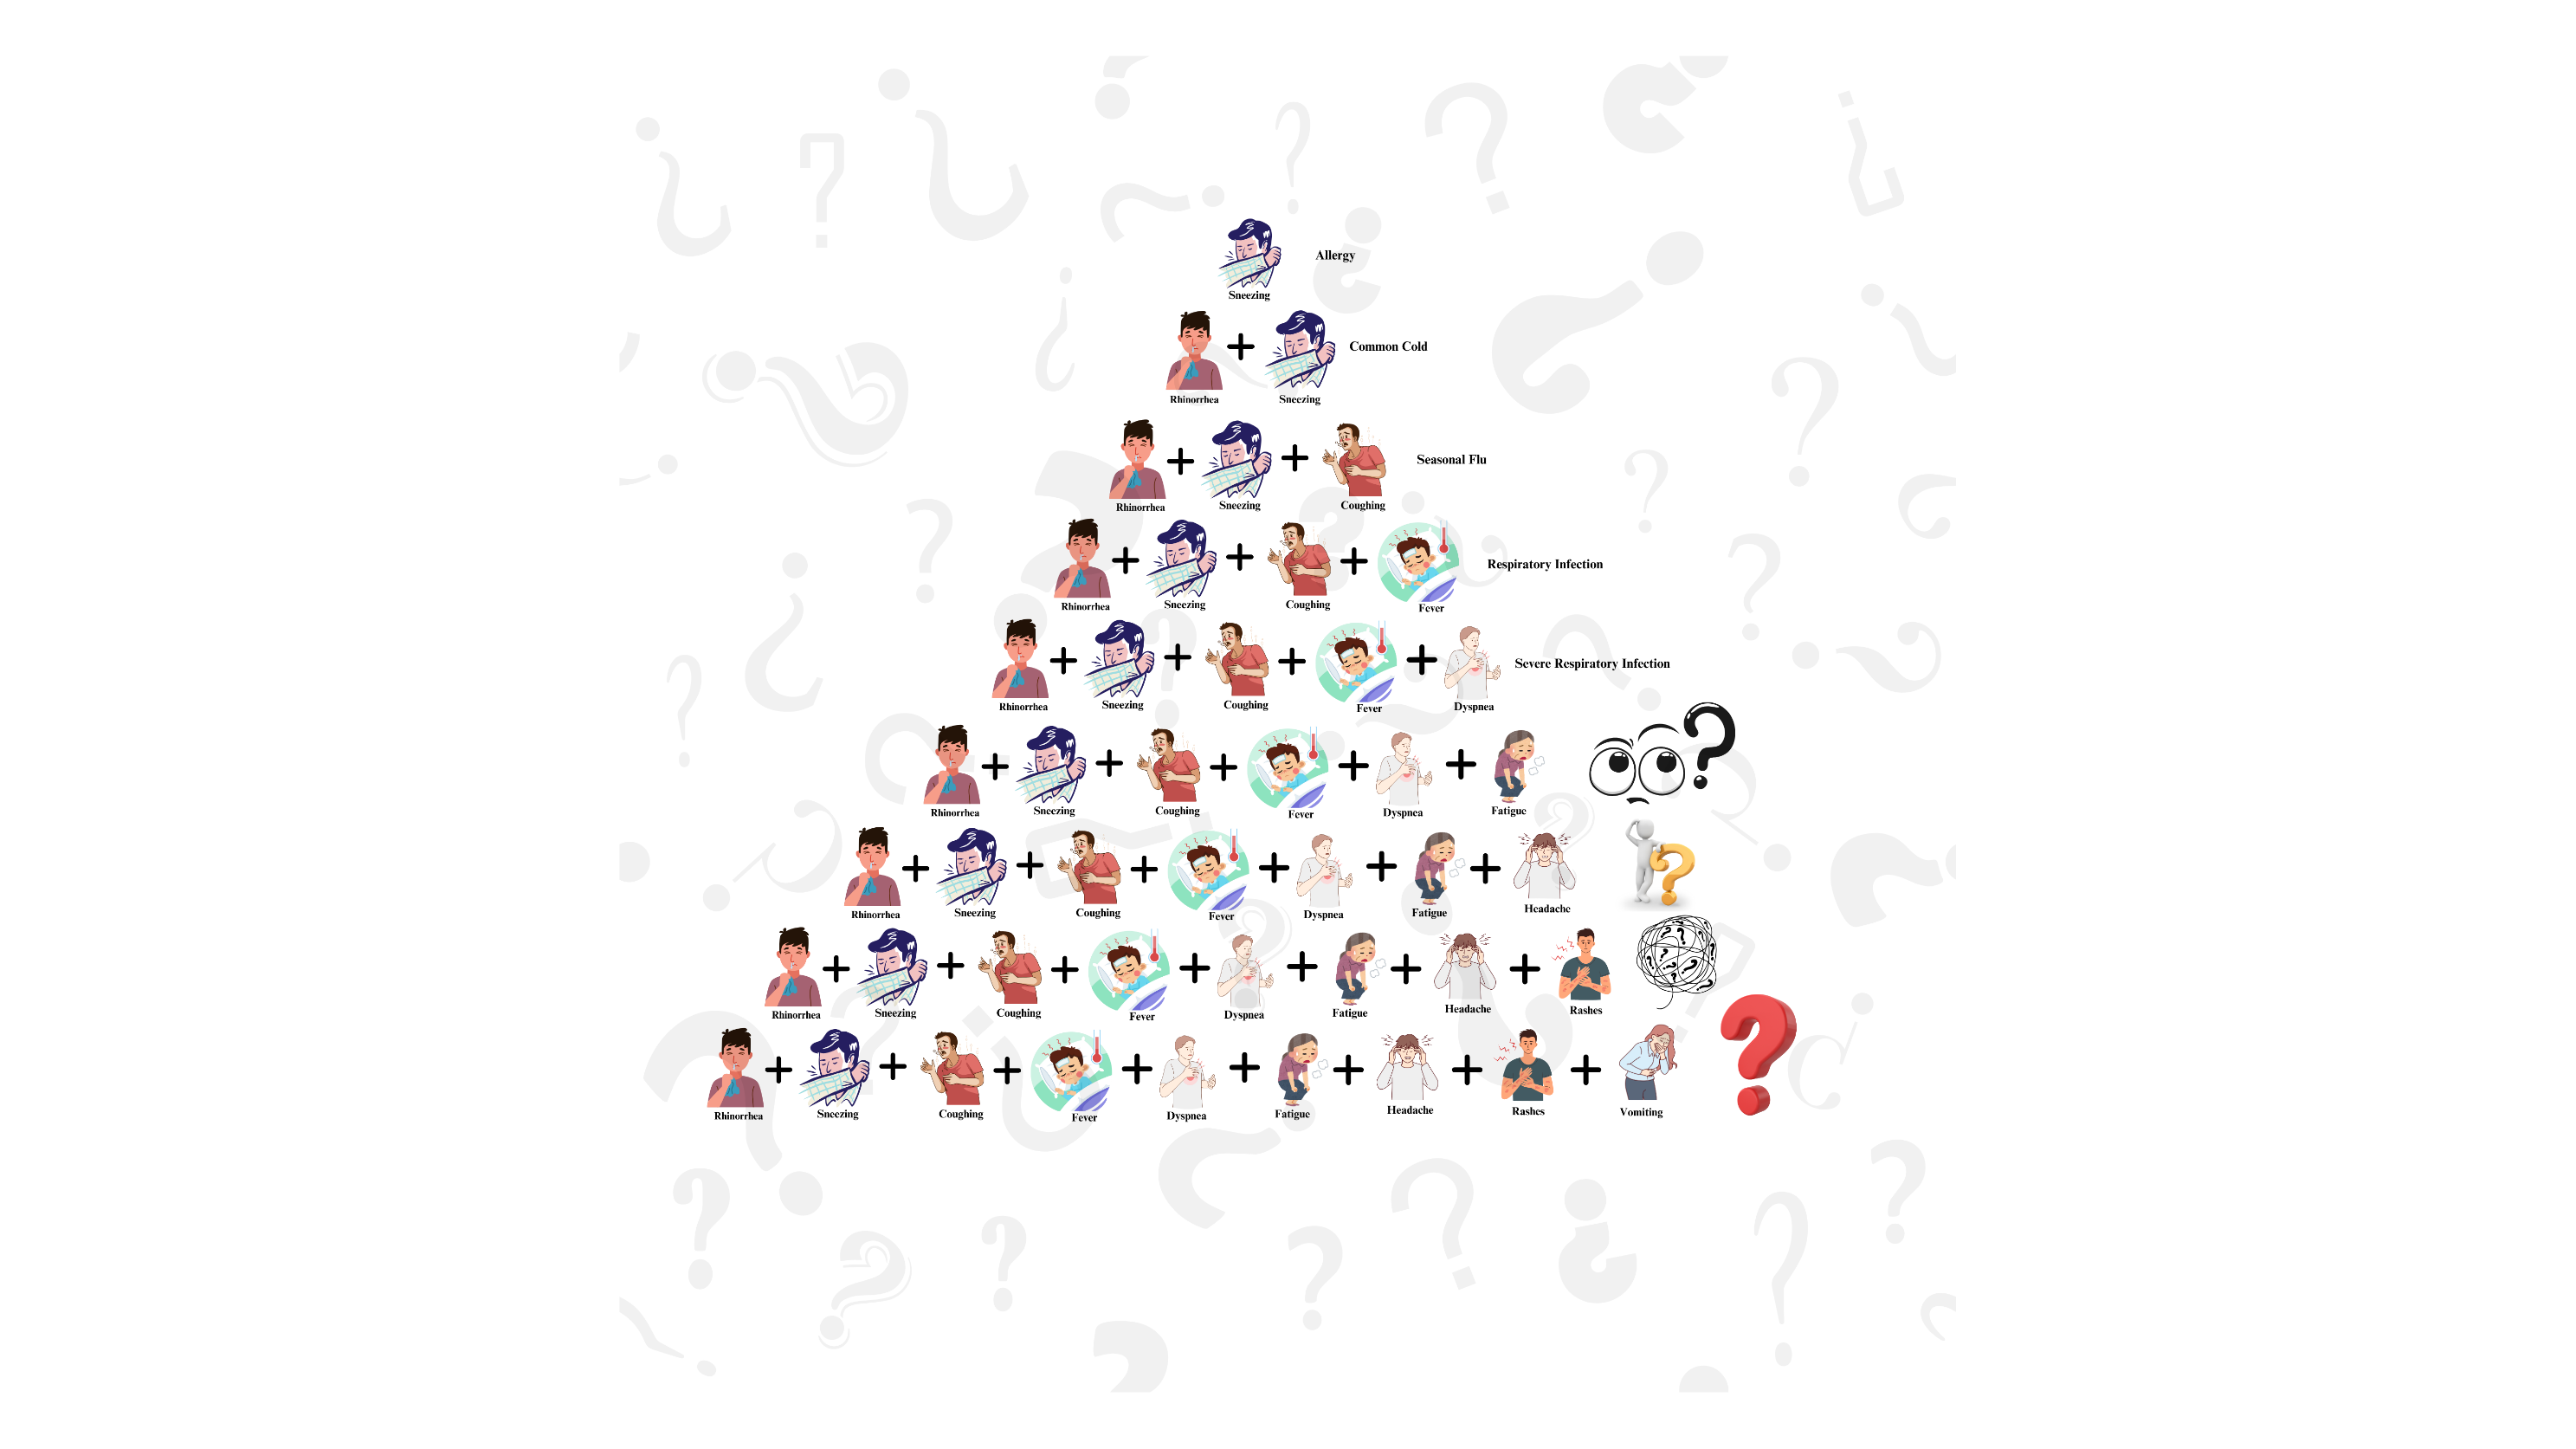 Allergy
Sneezing
Common Cold
Rhinorrhea Sneezing
Seasonal Flu
Rhinorrhea Sneezing Coughing
Respiratory Infection
Rhinorrhea Sneezing Coughing Fever
Severe Respiratory Infection
Rhinorrhea Sneezing Coughing Fever Dyspnea
Rhinorrhea Sneezing Coughing Fever Dyspnea Fatigue
Rhinorrhea Sneezing Coughing Fever Dyspnea Fatigue Headache
Rhinorrhea Sneezing Coughing Fever Dyspnea Fatigue Headache Rashes
Rhinorrhea Sneezing Coughing Fever Dyspnea Fatigue Headache Rashes Vomiting